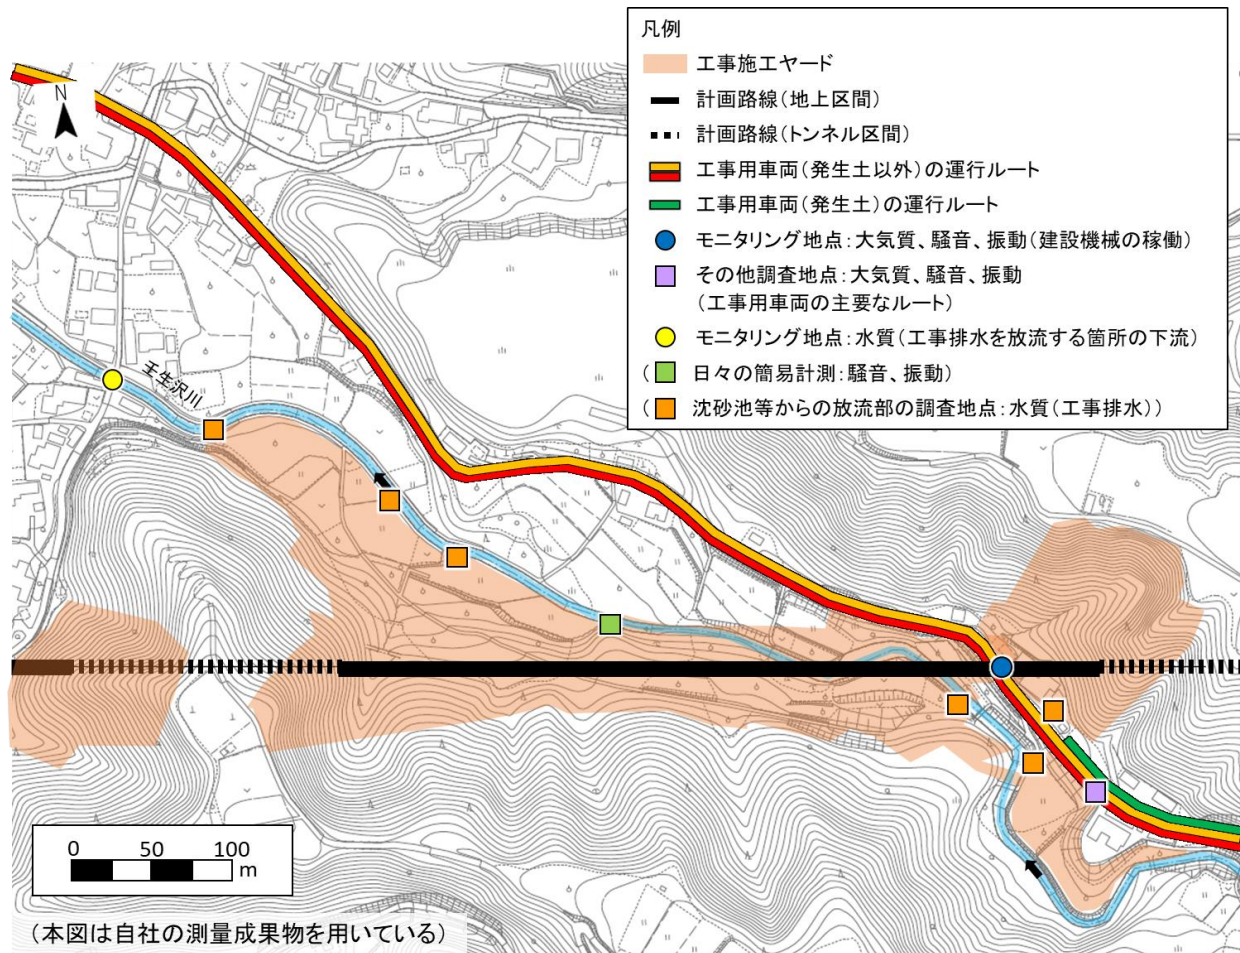 凡例
工事施工ヤード
計画路線(地上区間)
計画路線(トンネル区間)
工事用車両(発生土以外)の運行ルート
工事用車両(発生土)の運行ルート
モニタリング地点:大気質、騒音、振動(建設機械の稼働)
その他調査地点:大気質、騒音、振動
(工事用車両の主要なルート)
モニタリング地点:水質(工事排水を放流する箇所の下流)
( 日々の簡易計測:騒音、振動)
( 沈砂池等からの放流部の調査地点:水質(工事排水))
N
壬生沢川
0 50 100
m
(本図は自社の測量成果物を用いている)